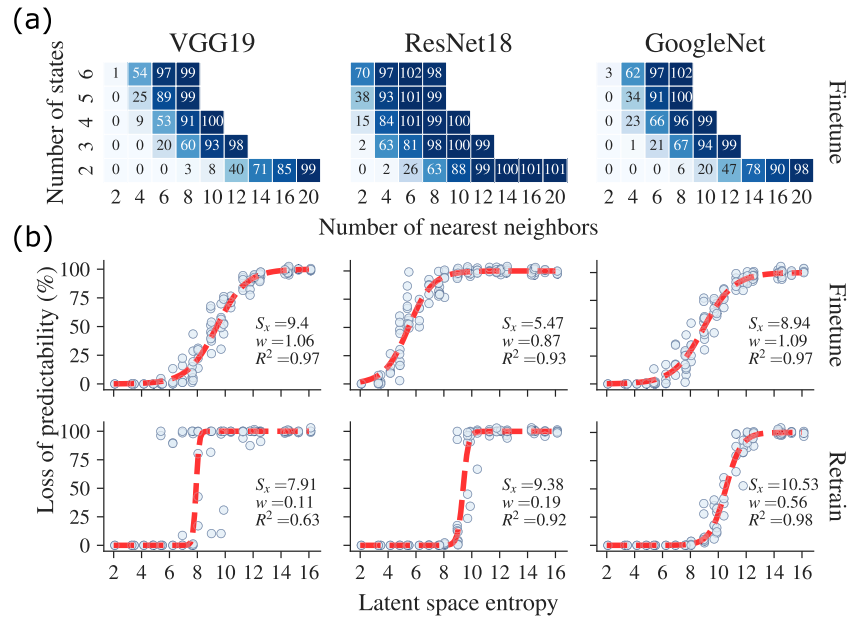 (a)
VGG19 ResNet18 GoogleNet
Number of states
6 1 54 97 99 70 97 102 98 3 62 97 102
5 0 25 89 99 38 93 101 99 0 34 91 100
4 0 9 53 91 100 15 84 101 99 100 0 23 66 96 99
3 0 0 20 60 93 98 2 63 81 98 100 99 0 1 21 67 94 99
2 0 0 0 3 8 40 71 85 99 0 2 26 63 88 99 100 101 101 0 0 0 6 20 47 78 90 98
2 4 6 8 10 12 14 16 20 2 4 6 8 10 12 14 16 20 2 4 6 8 10 12 14 16 20
Finetune
Number of nearest neighbors
(b)
Loss of predictability (%)
100
75
50
25
0
S_x =9.4
w =1.06
R² =0.97
S_x =5.47
w =0.87
R² =0.93
S_x =8.94
w =1.09
R² =0.97
Finetune
100
75
50
25
0
S_x =7.91
w =0.11
R² =0.63
S_x =9.38
w =0.19
R² =0.92
S_x =10.53
w =0.56
R² =0.98
Retrain
2 4 6 8 10 12 14 16 2 4 6 8 10 12 14 16 2 4 6 8 10 12 14 16
Latent space entropy